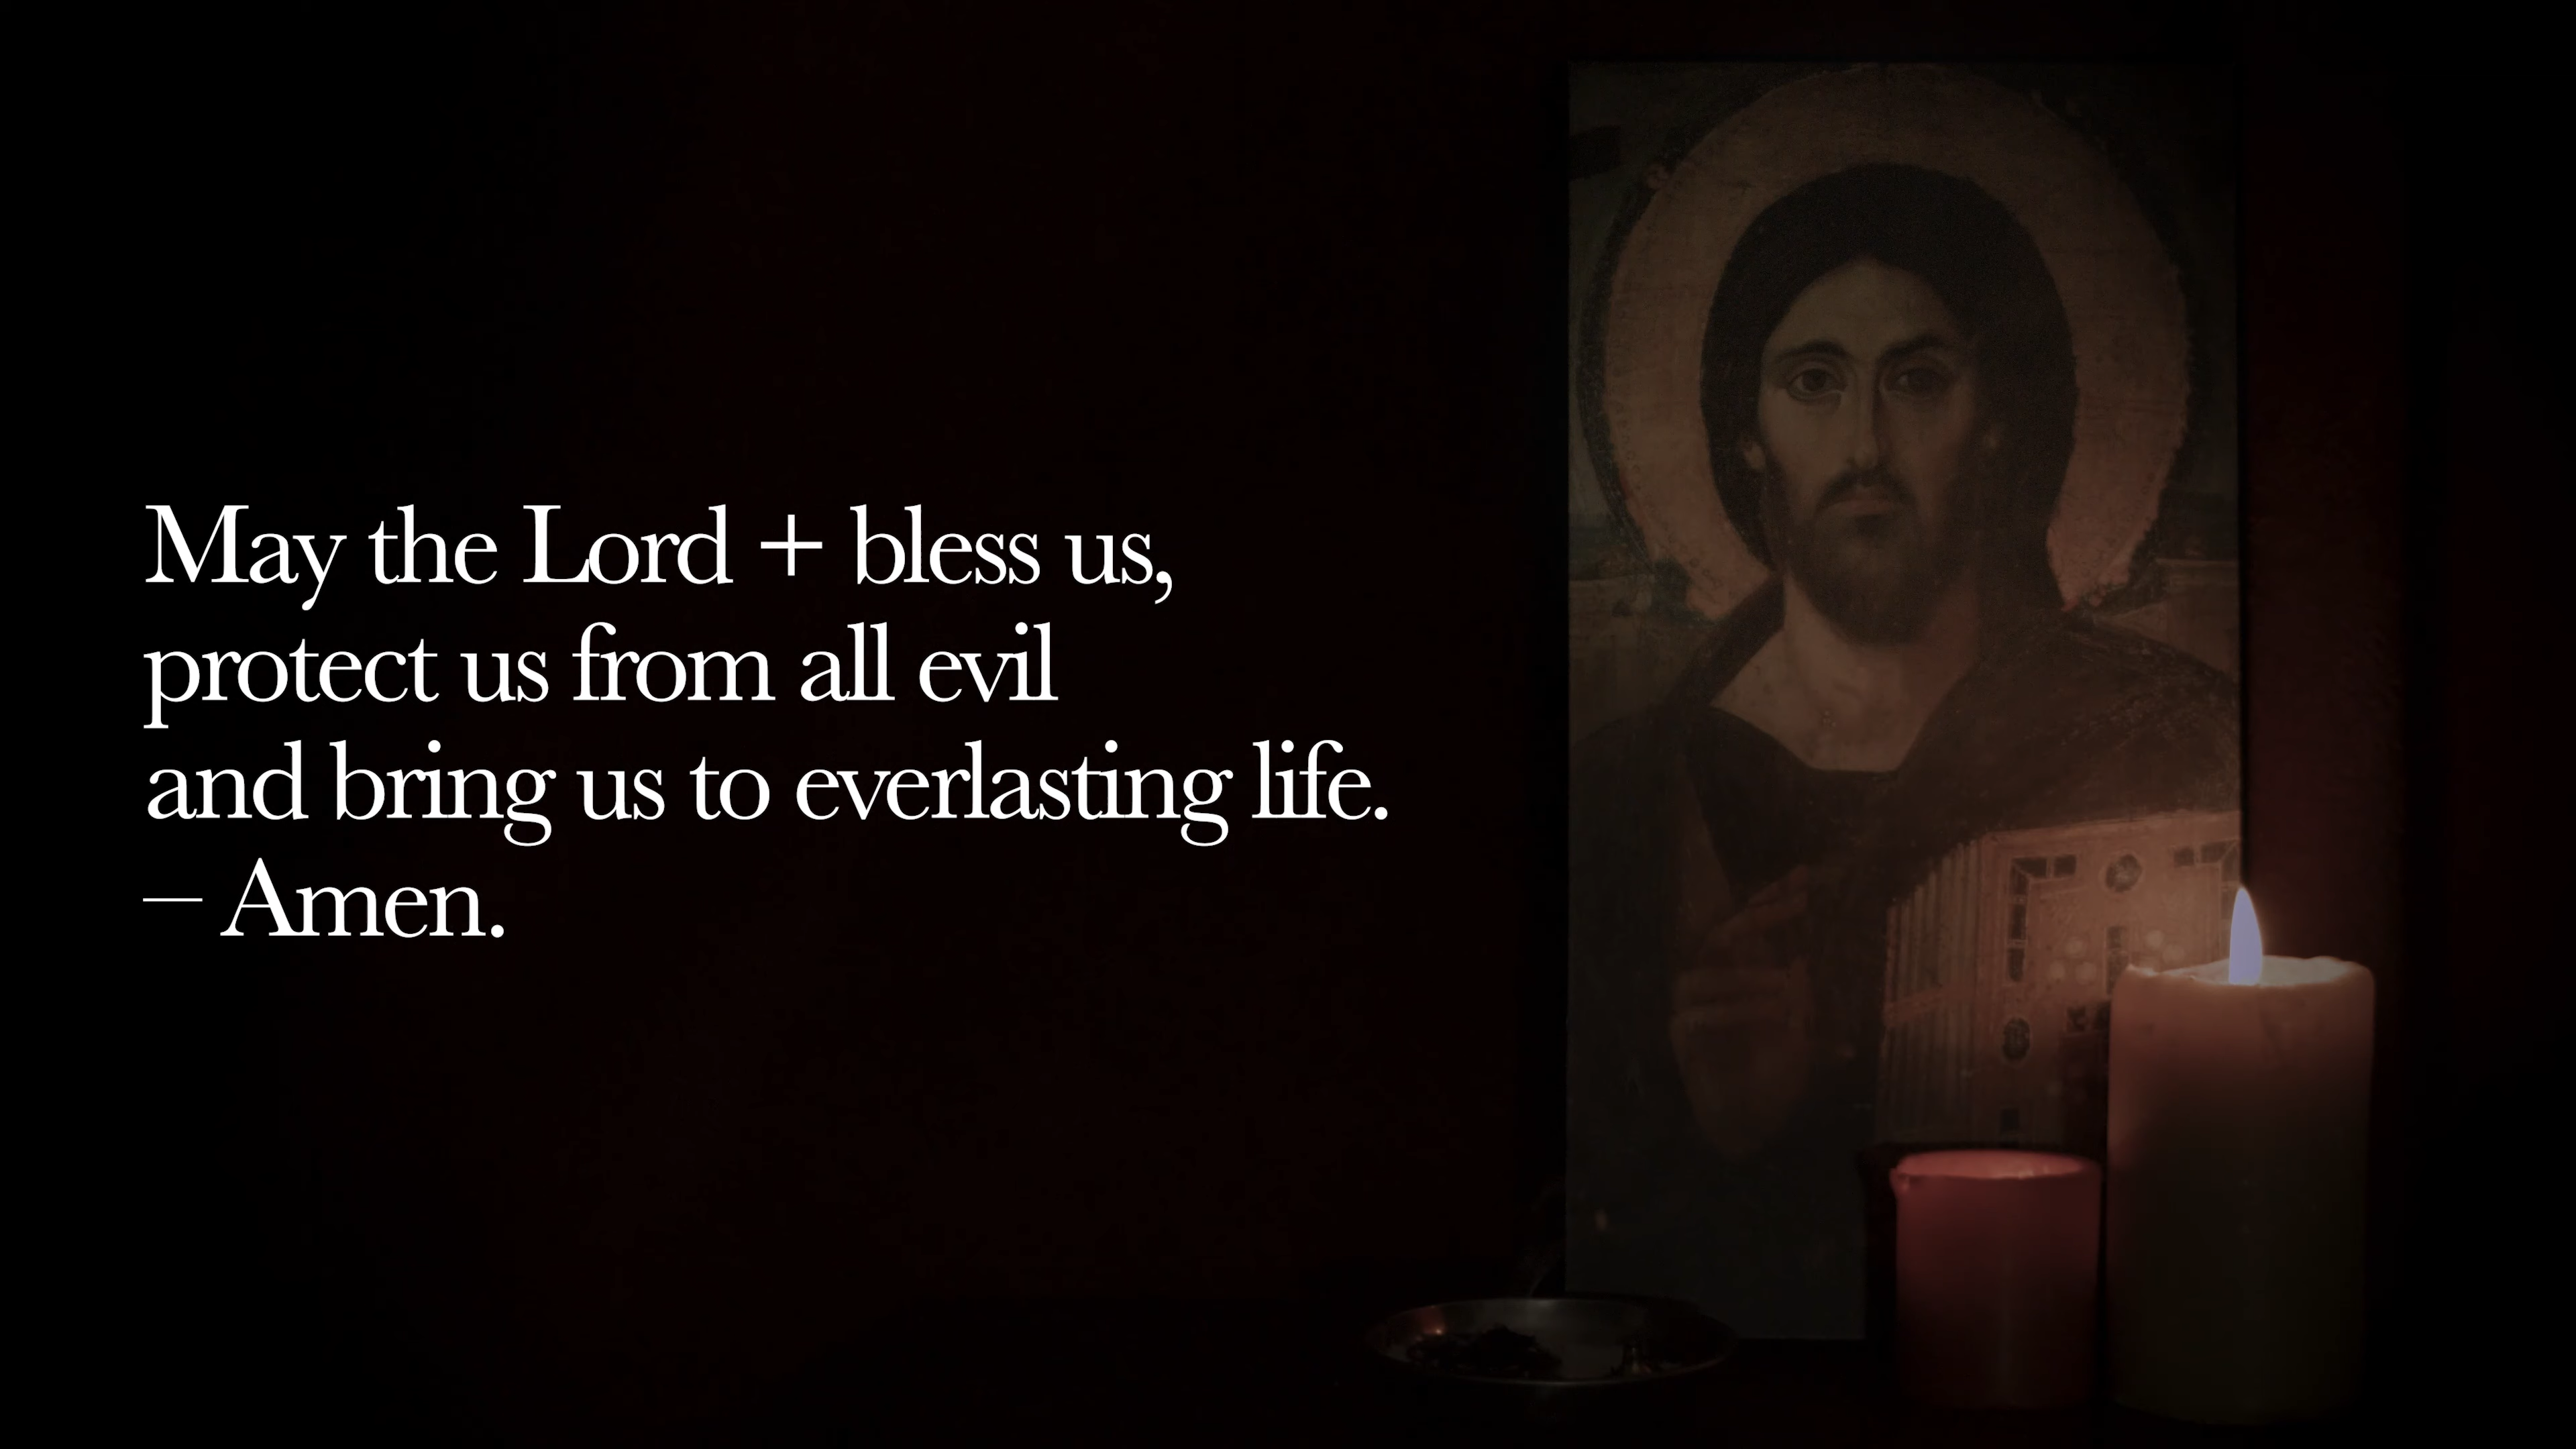 May the Lord + bless us,
protect us from all evil
and bring us to everlasting life.
– Amen.